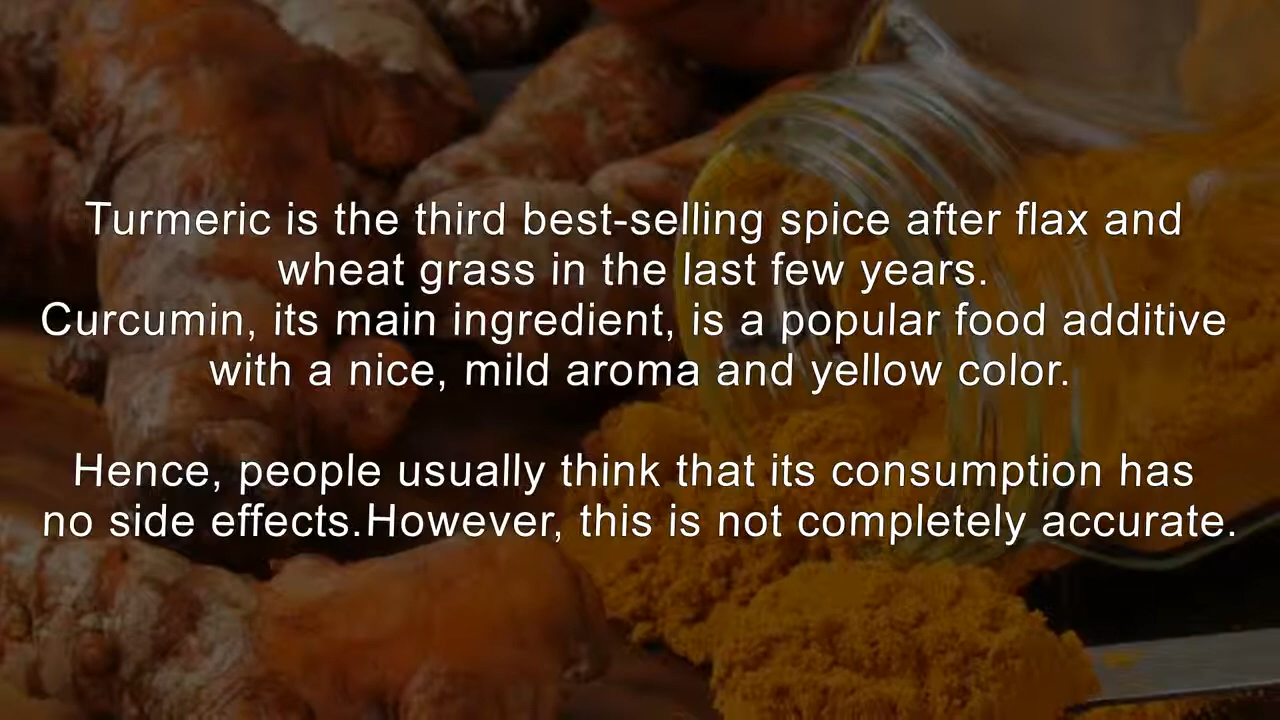 Turmeric is the third best-selling spice after flax and
wheat grass in the last few years.
Curcumin, its main ingredient, is a popular food additive
with a nice, mild aroma and yellow color.
Hence, people usually think that its consumption has
no side effects.However, this is not completely accurate.